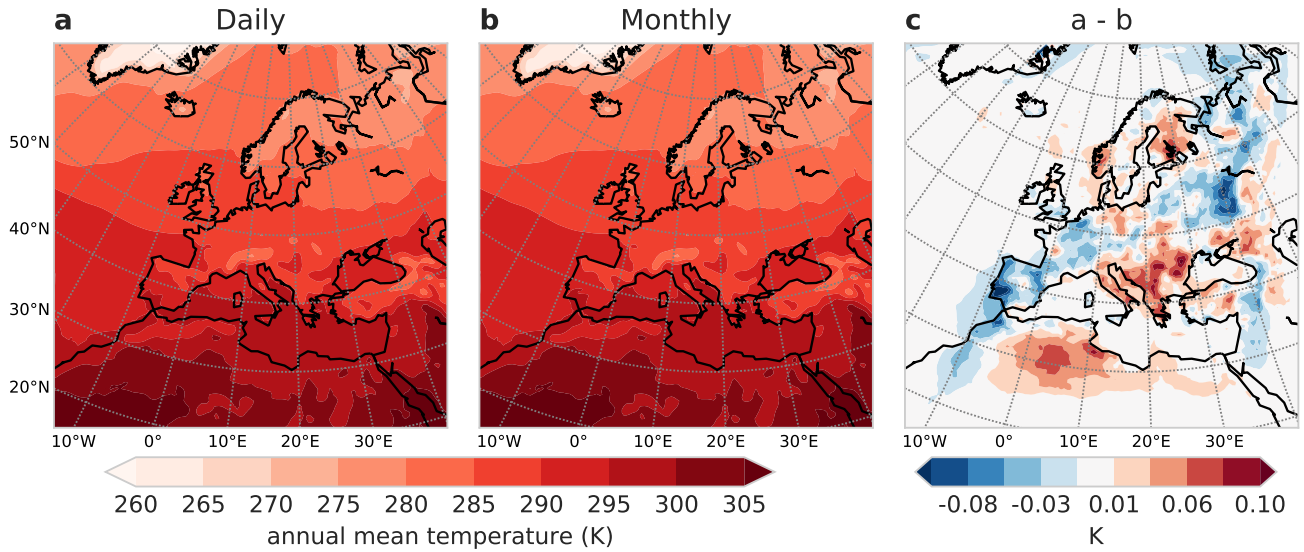 a Daily
b Monthly
c a - b
50°N
40°N
30°N
20°N
10°W 0° 10°E 20°E 30°E
10°W 0° 10°E 20°E 30°E
10°W 0° 10°E 20°E 30°E
260 265 270 275 280 285 290 295 300 305
annual mean temperature (K)
-0.08 -0.03 0.01 0.06 0.10
K